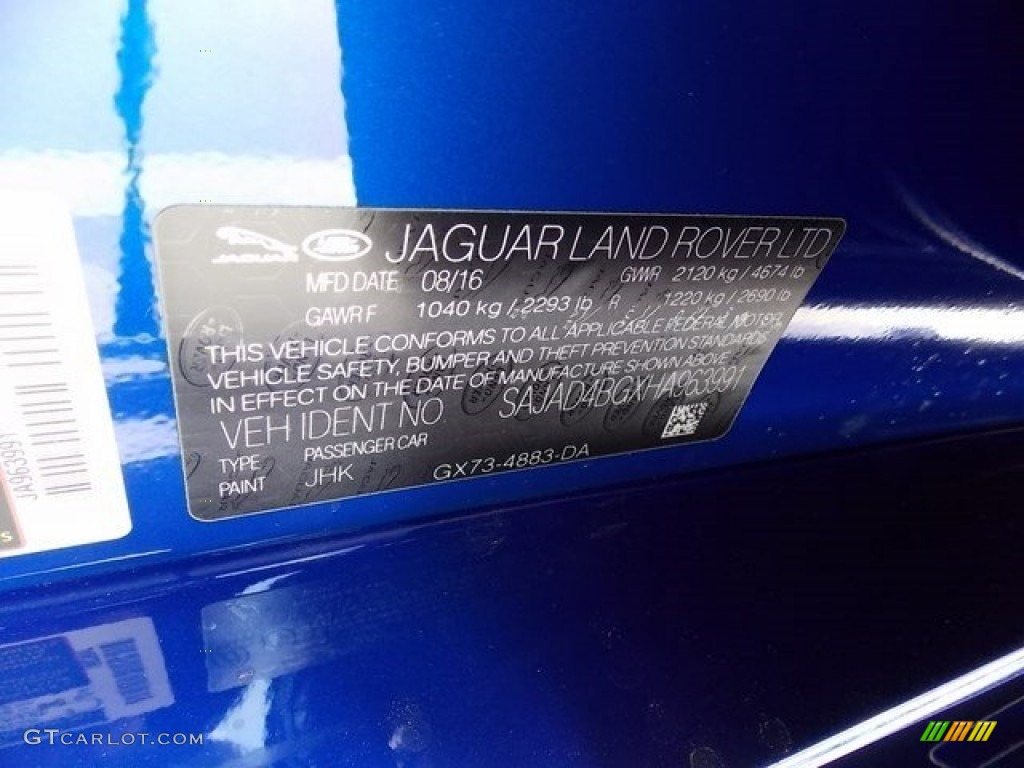 JAGUAR JAGUAR LAND ROVER LTD
MFD DATE 08/16 GVWR 2120 kg / 4674 lb
GAWR F 1040 kg / 2293 lb R 1220 kg / 2690 lb
THIS VEHICLE CONFORMS TO ALL APPLICABLE FEDERAL MOTOR
VEHICLE SAFETY, BUMPER AND THEFT PREVENTION STANDARDS
IN EFFECT ON THE DATE OF MANUFACTURE SHOWN ABOVE
VEH IDENT NO SAJAD4BGXHA963991
TYPE PASSENGER CAR
PAINT JHK GX73-4883-DA
GTCARLOT.COM